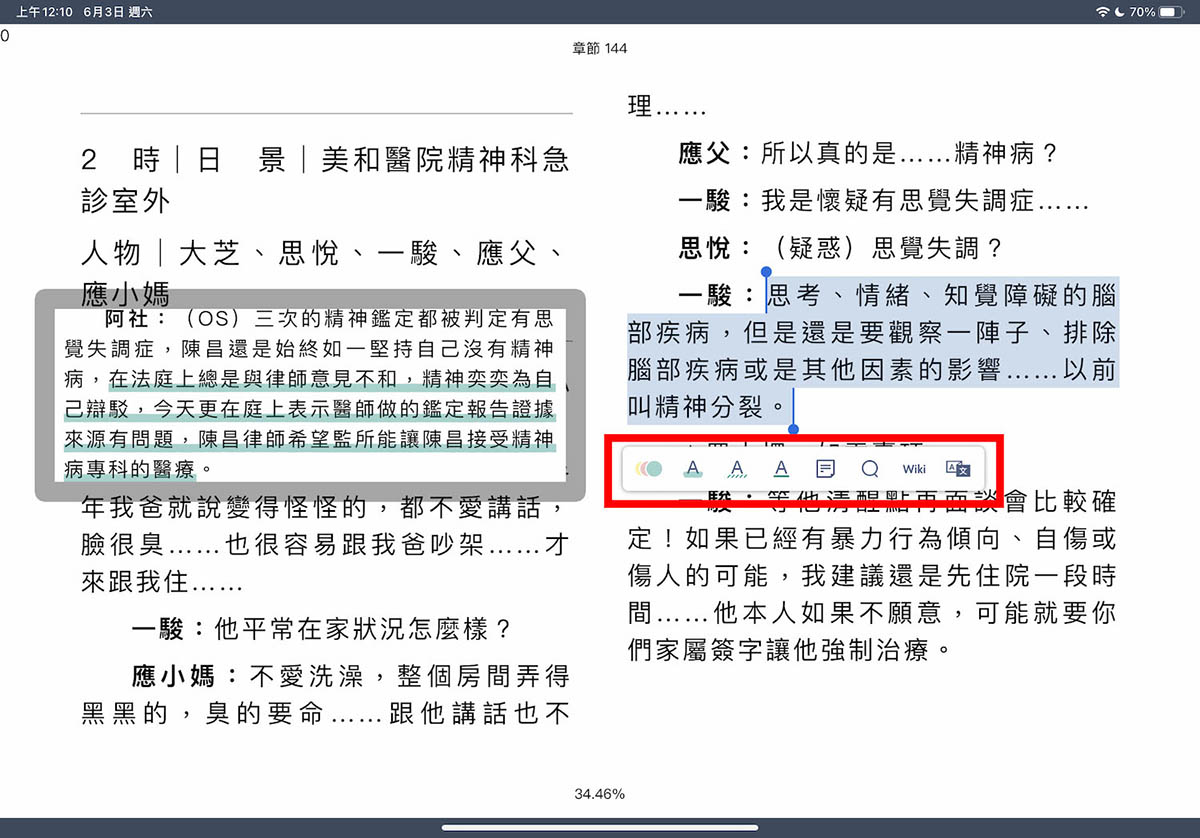 上午12:10 6月3日 週六
70%
0
章節 144
2 時｜日 景｜美和醫院精神科急
診室外
人物｜大芝、思悅、一駿、應父、
應小媽
阿社：（OS）三次的精神鑑定都被判定有思
覺失調症，陳昌還是始終如一堅持自己沒有精神
病，在法庭上總是與律師意見不和，精神奕奕為自
己辯駁，今天更在庭上表示醫師做的鑑定報告證據
來源有問題，陳昌律師希望監所能讓陳昌接受精神
病專科的醫療。
年我爸就說變得怪怪的，都不愛講話，
臉很臭……也很容易跟我爸吵架……才
來跟我住……
一駿：他平常在家狀況怎麼樣？
應小媽：不愛洗澡，整個房間弄得
黑黑的，臭的要命……跟他講話也不
理……
應父：所以真的是……精神病？
一駿：我是懷疑有思覺失調症……
思悅：（疑惑）思覺失調？
一駿：思考、情緒、知覺障礙的腦
部疾病，但是還是要觀察一陣子、排除
腦部疾病或是其他因素的影響……以前
叫精神分裂。
A A A Wiki A文
一駿：等他清醒點再面談會比較確
定！如果已經有暴力行為傾向、自傷或
傷人的可能，我建議還是先住院一段時
間……他本人如果不願意，可能就要你
們家屬簽字讓他強制治療。
34.46%